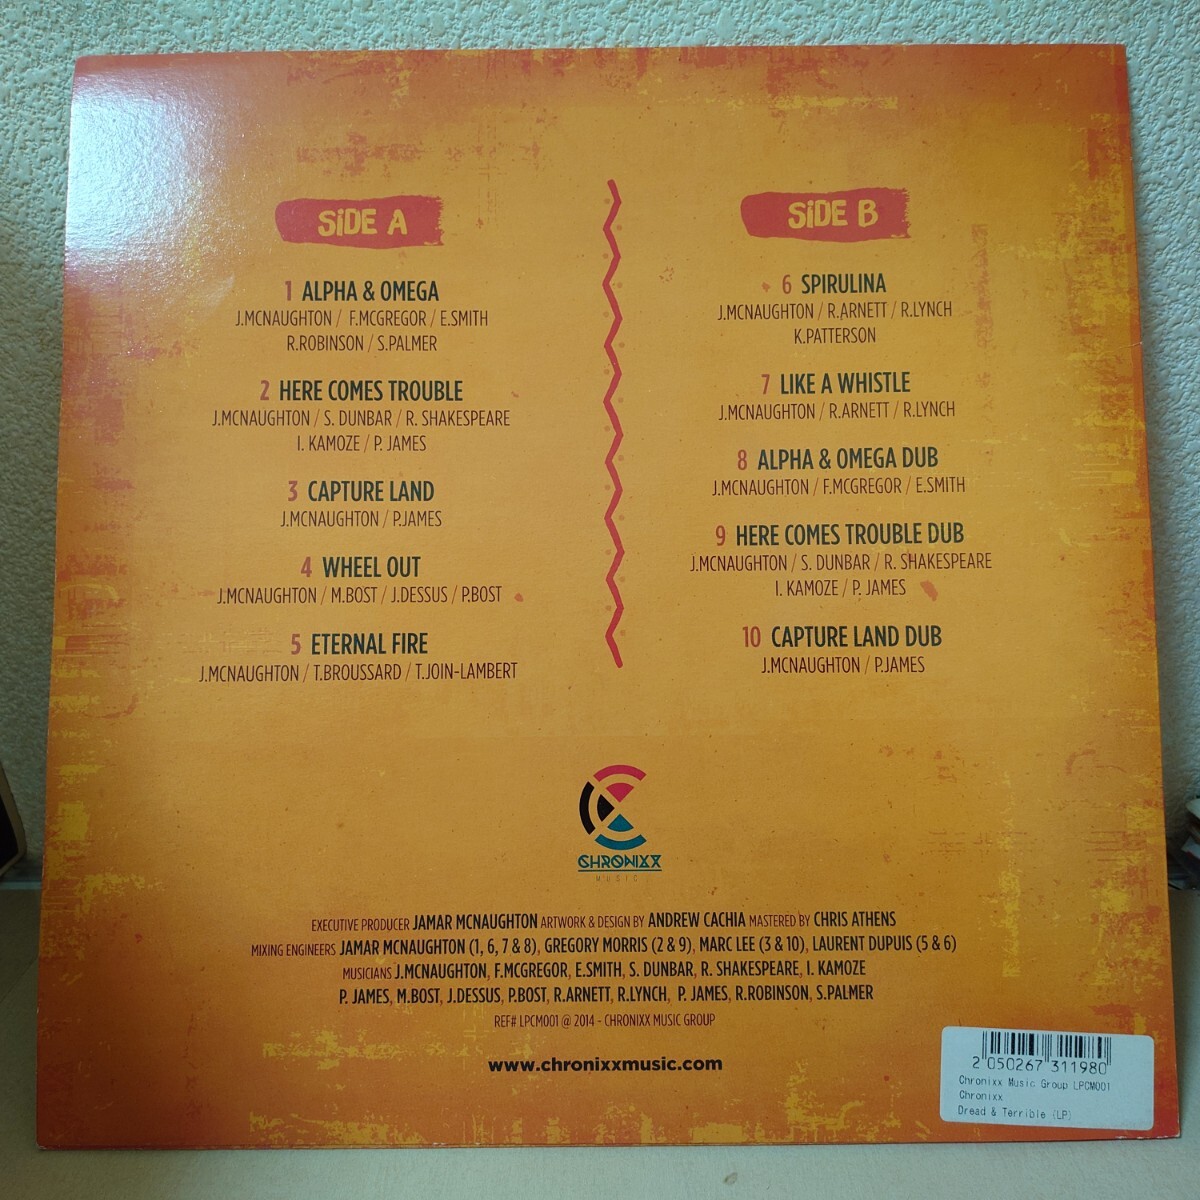 SIDE A
1 ALPHA & OMEGA
J.MCNAUGHTON / F.MCGREGOR / E.SMITH
R.ROBINSON / S.PALMER
2 HERE COMES TROUBLE
J.MCNAUGHTON / S. DUNBAR / R. SHAKESPEARE
I. KAMOZE / P. JAMES
3 CAPTURE LAND
J.MCNAUGHTON / P.JAMES
4 WHEEL OUT
J.MCNAUGHTON / M.BOST / J.DESSUS / P.BOST
5 ETERNAL FIRE
J.MCNAUGHTON / T.BROUSSARD / T.JOIN-LAMBERT
SIDE B
6 SPIRULINA
J.MCNAUGHTON / R.ARNETT / R.LYNCH
K.PATTERSON
7 LIKE A WHISTLE
J.MCNAUGHTON / R.ARNETT / R.LYNCH
8 ALPHA & OMEGA DUB
J.MCNAUGHTON / F.MCGREGOR / E.SMITH
9 HERE COMES TROUBLE DUB
J.MCNAUGHTON / S. DUNBAR / R. SHAKESPEARE
I. KAMOZE / P. JAMES
10 CAPTURE LAND DUB
J.MCNAUGHTON / P.JAMES
CHRONIXX
MUSIC
EXECUTIVE PRODUCER JAMAR MCNAUGHTON ARTWORK & DESIGN BY ANDREW CACHIA MASTERED BY CHRIS ATHENS
MIXING ENGINEERS JAMAR MCNAUGHTON (1, 6, 7 & 8), GREGORY MORRIS (2 & 9), MARC LEE (3 & 10), LAURENT DUPUIS (5 & 6)
MUSICIANS J.MCNAUGHTON, F.MCGREGOR, E.SMITH, S. DUNBAR, R. SHAKESPEARE, I. KAMOZE
P. JAMES, M.BOST, J.DESSUS, P.BOST, R.ARNETT, R.LYNCH, P. JAMES, R.ROBINSON, S.PALMER
REF# LPCM001 @ 2014 - CHRONIXX MUSIC GROUP
www.chronixxmusic.com
2 050267 311980
Chronixx Music Group LPCM001
Chronixx
Dread & Terrible (LP)